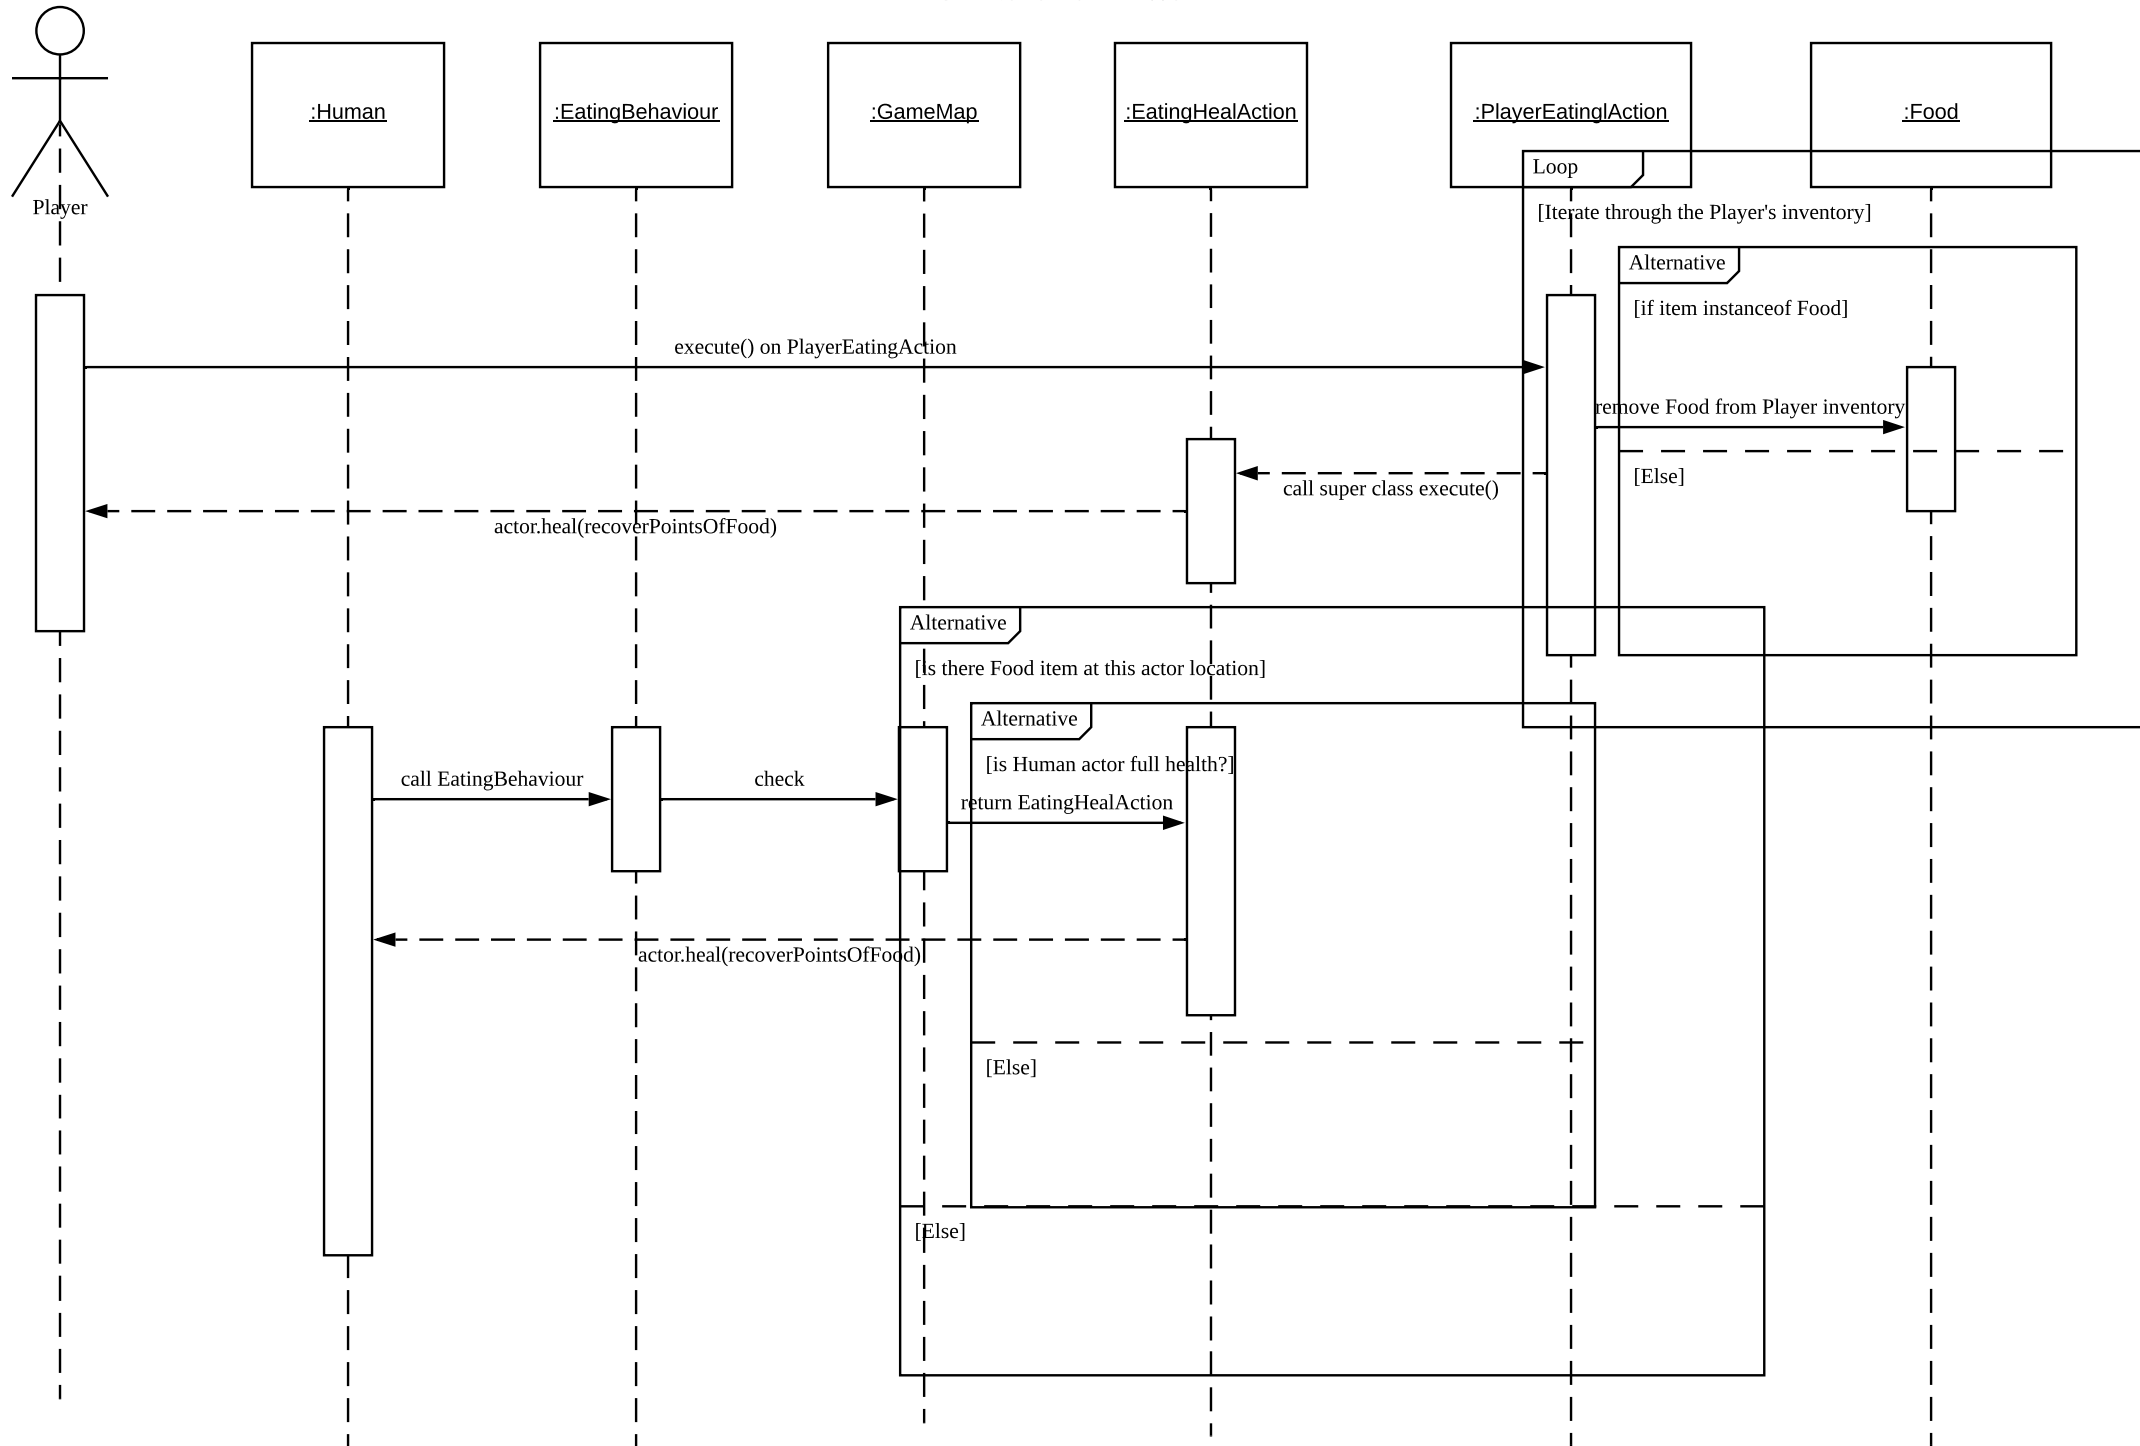 :Human
:EatingBehaviour
:GameMap
:EatingHealAction
:PlayerEatinglAction
:Food
Loop
Player
[Iterate through the Player's inventory]
Alternative
[if item instanceof Food]
execute() on PlayerEatingAction
remove Food from Player inventory
[Else]
call super class execute()
actor.heal(recoverPointsOfFood)
Alternative
[is there Food item at this actor location]
Alternative
[is Human actor full health?]
call EatingBehaviour
check
return EatingHealAction
actor.heal(recoverPointsOfFood)
[Else]
[Else]